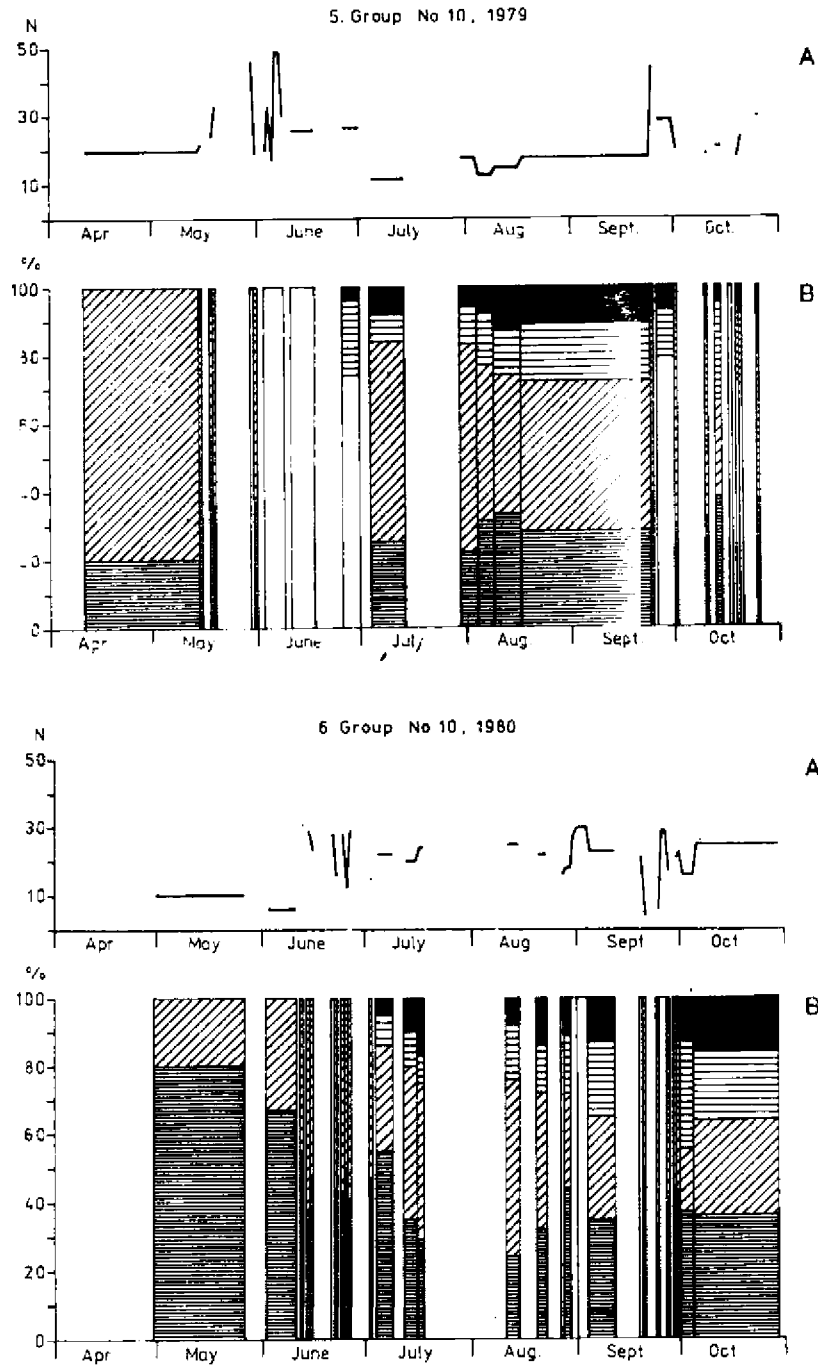 5. Group No 10, 1979
N
A
50
30
10
Apr
May
June
July
Aug
Sept.
Oct.
%
B
100
80
60
40
20
0
Apr
May
June
July
Aug.
Sept
Oct
6 Group No 10, 1980
N
A
50
30
10
Apr
May
June
July
Aug
Sept
Oct
%
B
100
80
60
40
20
0
Apr
May
June
July
Aug.
Sept
Oct